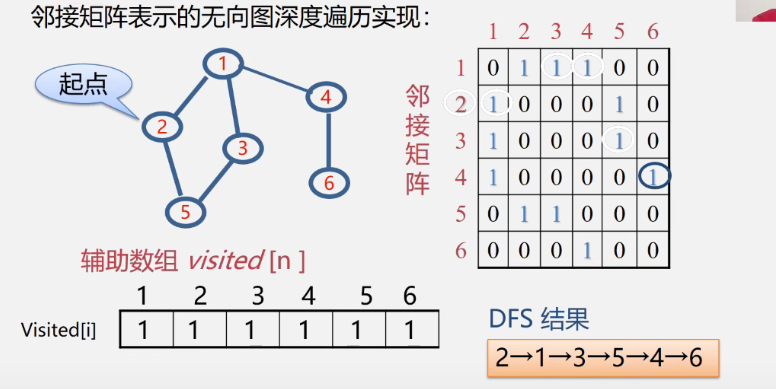 邻接矩阵表示的无向图深度遍历实现：
起点
1
2
3
4
5
6
邻接矩阵
1 2 3 4 5 6
1 0 1 1 1 0 0
2 1 0 0 0 1 0
3 1 0 0 0 1 0
4 1 0 0 0 0 1
5 0 1 1 0 0 0
6 0 0 0 1 0 0
辅助数组 visited [n ]
1 2 3 4 5 6
Visited[i] 1 1 1 1 1 1
DFS 结果
2→1→3→5→4→6